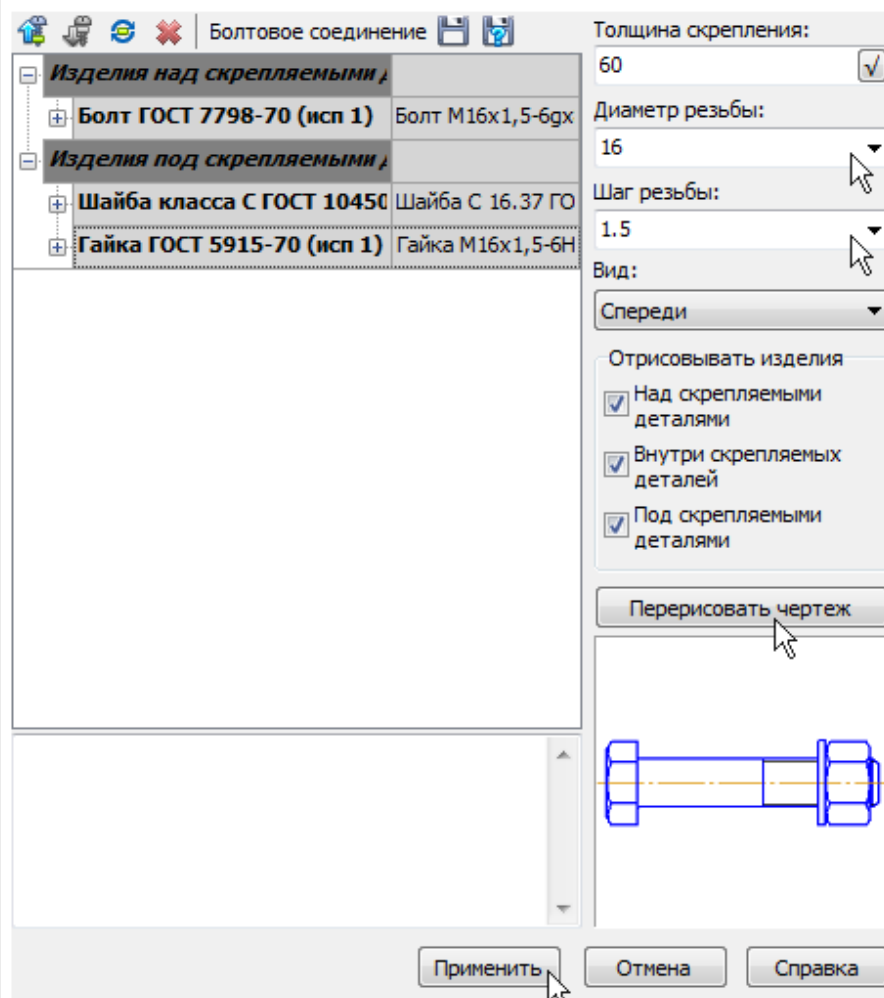 Болтовое соединение
Изделия над скрепляемыми
Болт ГОСТ 7798-70 (исп 1) Болт М16х1,5-6gх
Изделия под скрепляемыми
Шайба класса С ГОСТ 10450 Шайба С 16.37 ГО
Гайка ГОСТ 5915-70 (исп 1) Гайка М16х1,5-6Н
Толщина скрепления:
60
Диаметр резьбы:
16
Шаг резьбы:
1.5
Вид:
Спереди
Отрисовывать изделия
Над скрепляемыми
деталями
Внутри скрепляемых
деталей
Под скрепляемыми
деталями
Перерисовать чертеж
Применить
Отмена
Справка